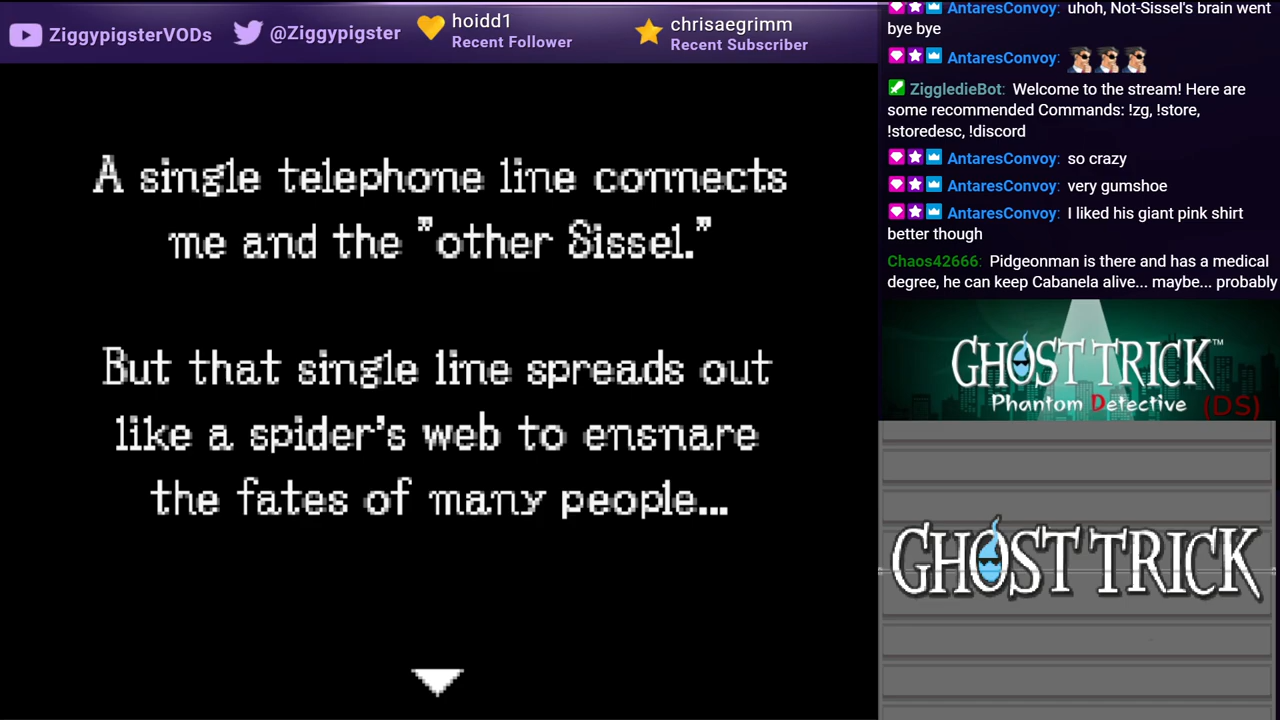 ZiggypigsterVODs
@Ziggypigster
hoidd1
Recent Follower
chrisaegrimm
Recent Subscriber
A single telephone line connects
me and the "other Sissel."
But that single line spreads out
like a spider's web to ensnare
the fates of many people...
AntaresConvoy: uhoh, Not-Sissel's brain went
bye bye
AntaresConvoy:
ZiggledieBot: Welcome to the stream! Here are
some recommended Commands: !zg, !store,
!storedesc, !discord
AntaresConvoy: so crazy
AntaresConvoy: very gumshoe
AntaresConvoy: I liked his giant pink shirt
better though
Chaos42666: Pidgeonman is there and has a medical
degree, he can keep Cabanela alive... maybe... probably
GHOST TRICK™
Phantom Detective (DS)
GHOST TRICK